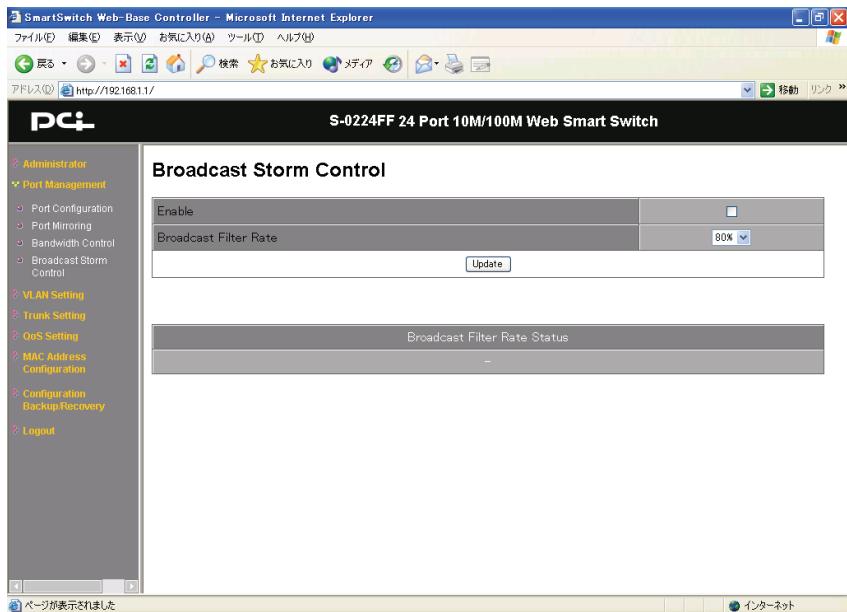 SmartSwitch Web-Base Controller - Microsoft Internet Explorer
ファイル(F) 編集(E) 表示(V) お気に入り(A) ツール(T) ヘルプ(H)
戻る 検索 お気に入り メディア
アドレス(D) http://192.168.1.1/ 移動 リンク »
PCi
S-0224FF 24 Port 10M/100M Web Smart Switch
Administrator
Port Management
Port Configuration
Port Mirroring
Bandwidth Control
Broadcast Storm
Control
VLAN Setting
Trunk Setting
QoS Setting
MAC Address
Configuration
Configuration
Backup/Recovery
Logout
Broadcast Storm Control
Enable
Broadcast Filter Rate 80%
Update
Broadcast Filter Rate Status
–
ページが表示されました インターネット